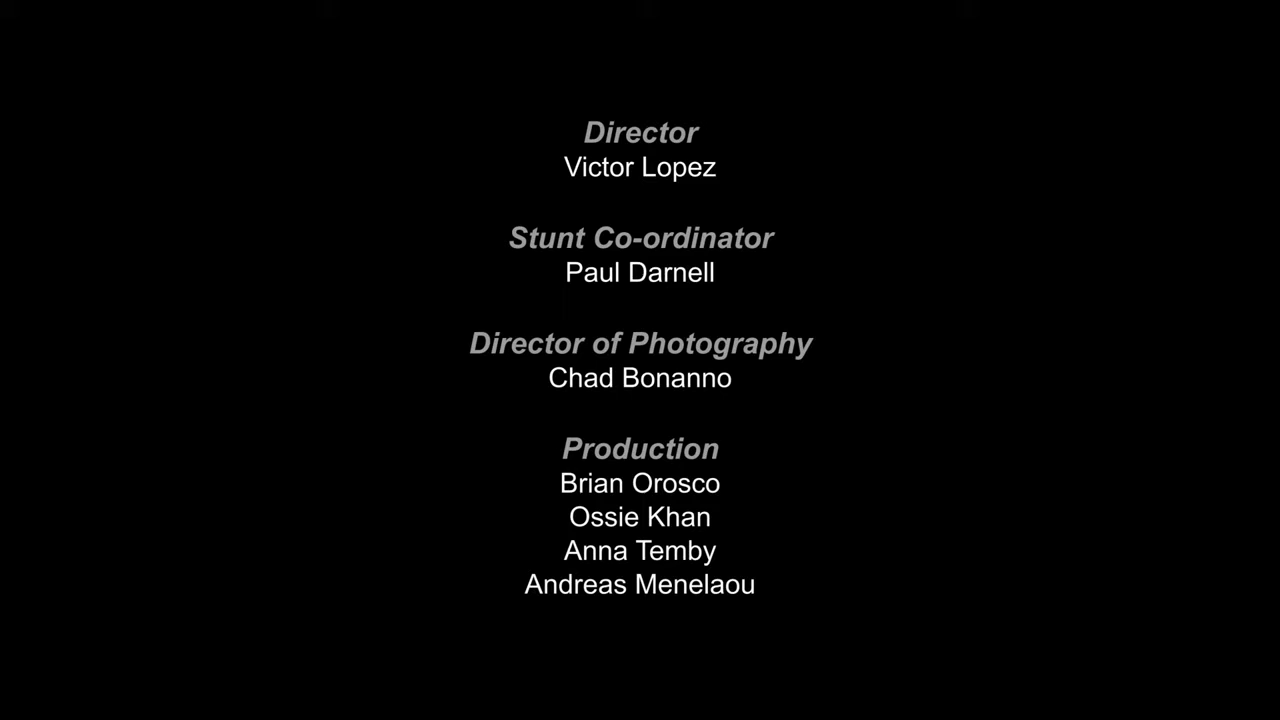 Director
Victor Lopez
Stunt Co-ordinator
Paul Darnell
Director of Photography
Chad Bonanno
Production
Brian Orosco
Ossie Khan
Anna Temby
Andreas Menelaou